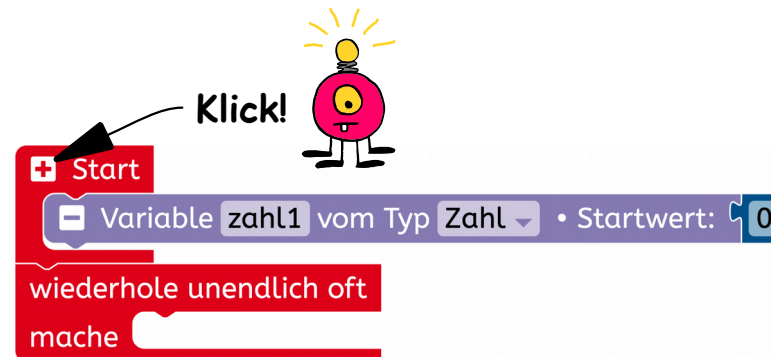 Klick!
+ Start
– Variable zahl1 vom Typ Zahl • Startwert: 0
wiederhole unendlich oft
mache